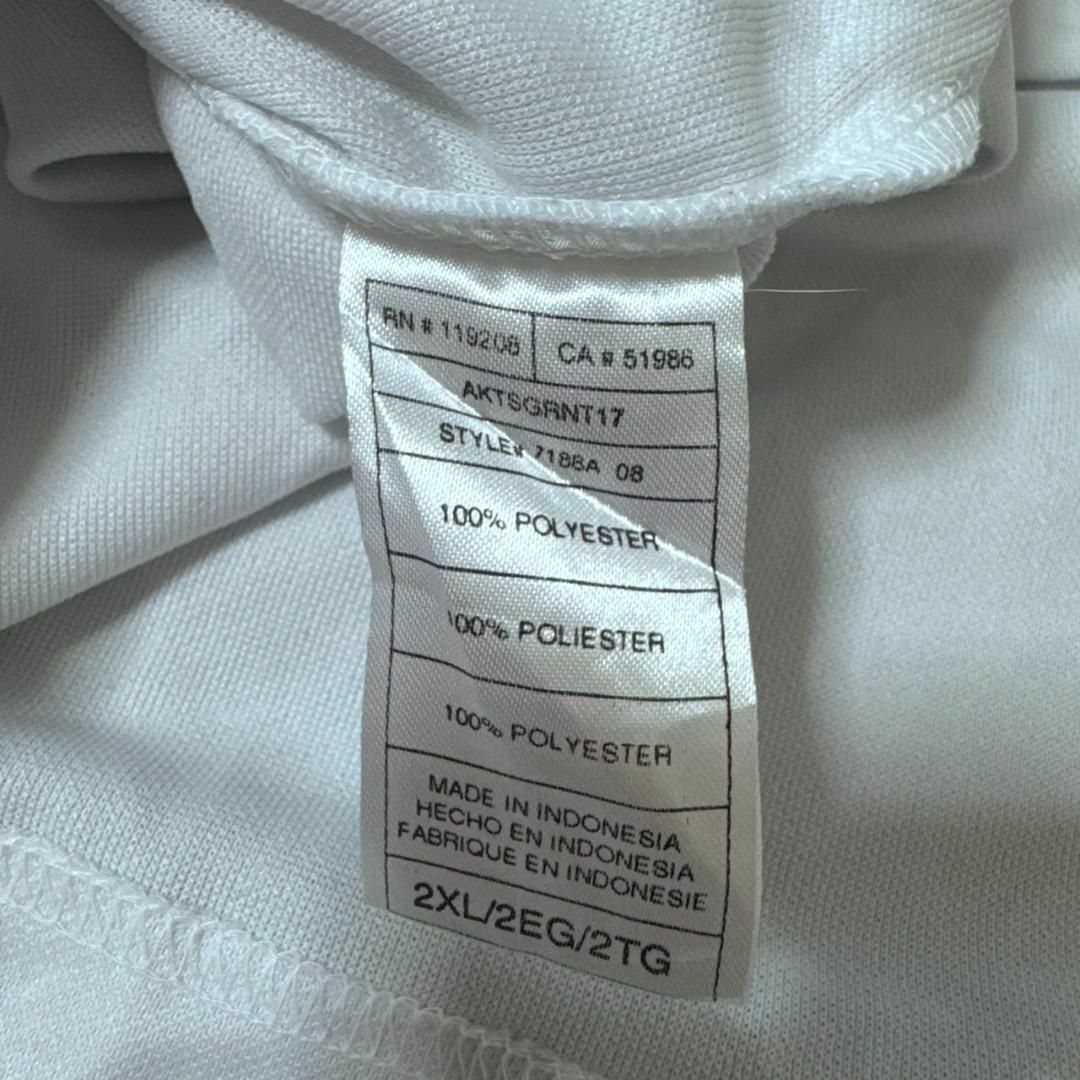 RN # 119208 CA # 51986
AKTSGRNT17
STYLE# 7188A 08
100% POLYESTER
100% POLIESTER
100% POLYESTER
MADE IN INDONESIA
HECHO EN INDONESIA
FABRIQUE EN INDONESIE
2XL/2EG/2TG